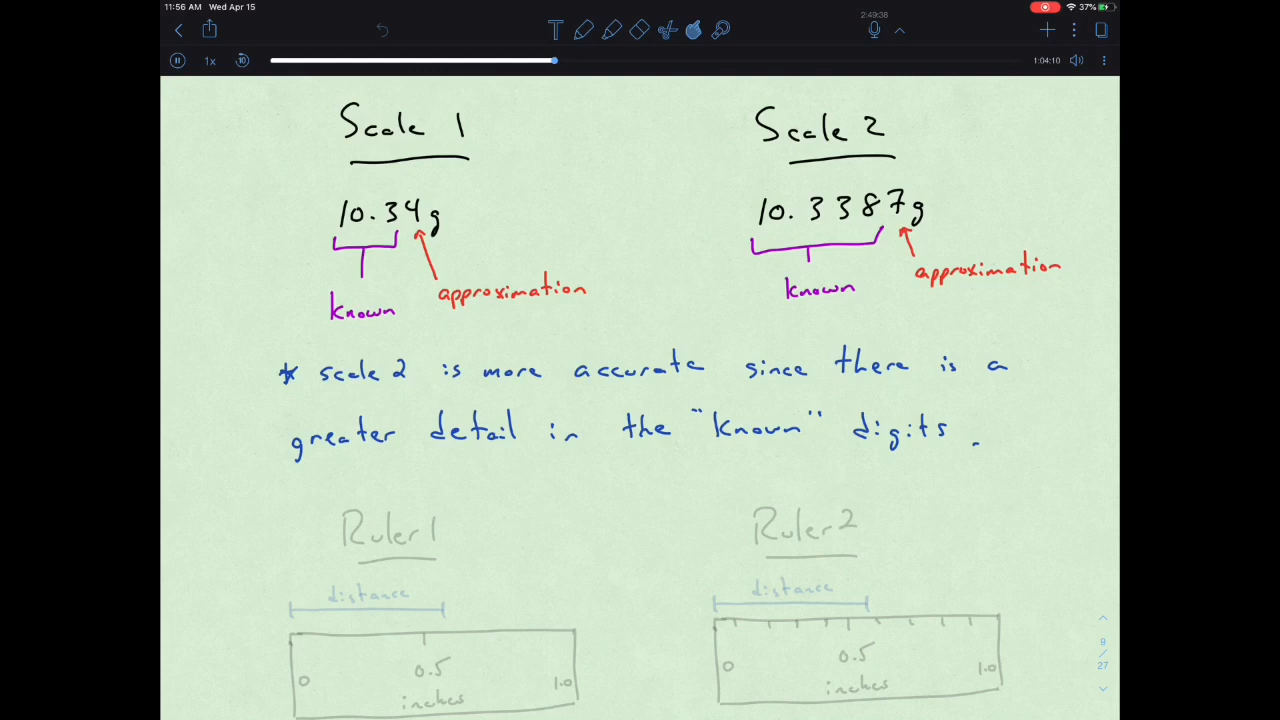 11:56 AM Wed Apr 15
37%
2:49:38
1x
10
1:04:10
Scale 1
Scale 2
10.34g
10.33387g
known
approximation
known
approximation
* scale 2 is more accurate since there is a
greater detail in the "known" digits.
Ruler 1
Ruler 2
distance
distance
0
0.5
1.0
inches
0
0.5
1.0
inches
9
/
27